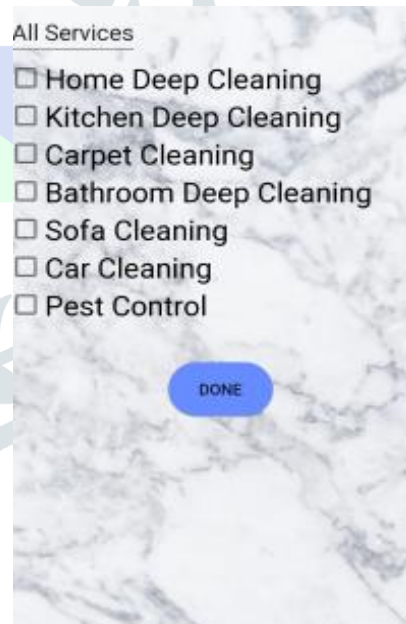 All Services
Home Deep Cleaning
Kitchen Deep Cleaning
Carpet Cleaning
Bathroom Deep Cleaning
Sofa Cleaning
Car Cleaning
Pest Control
DONE